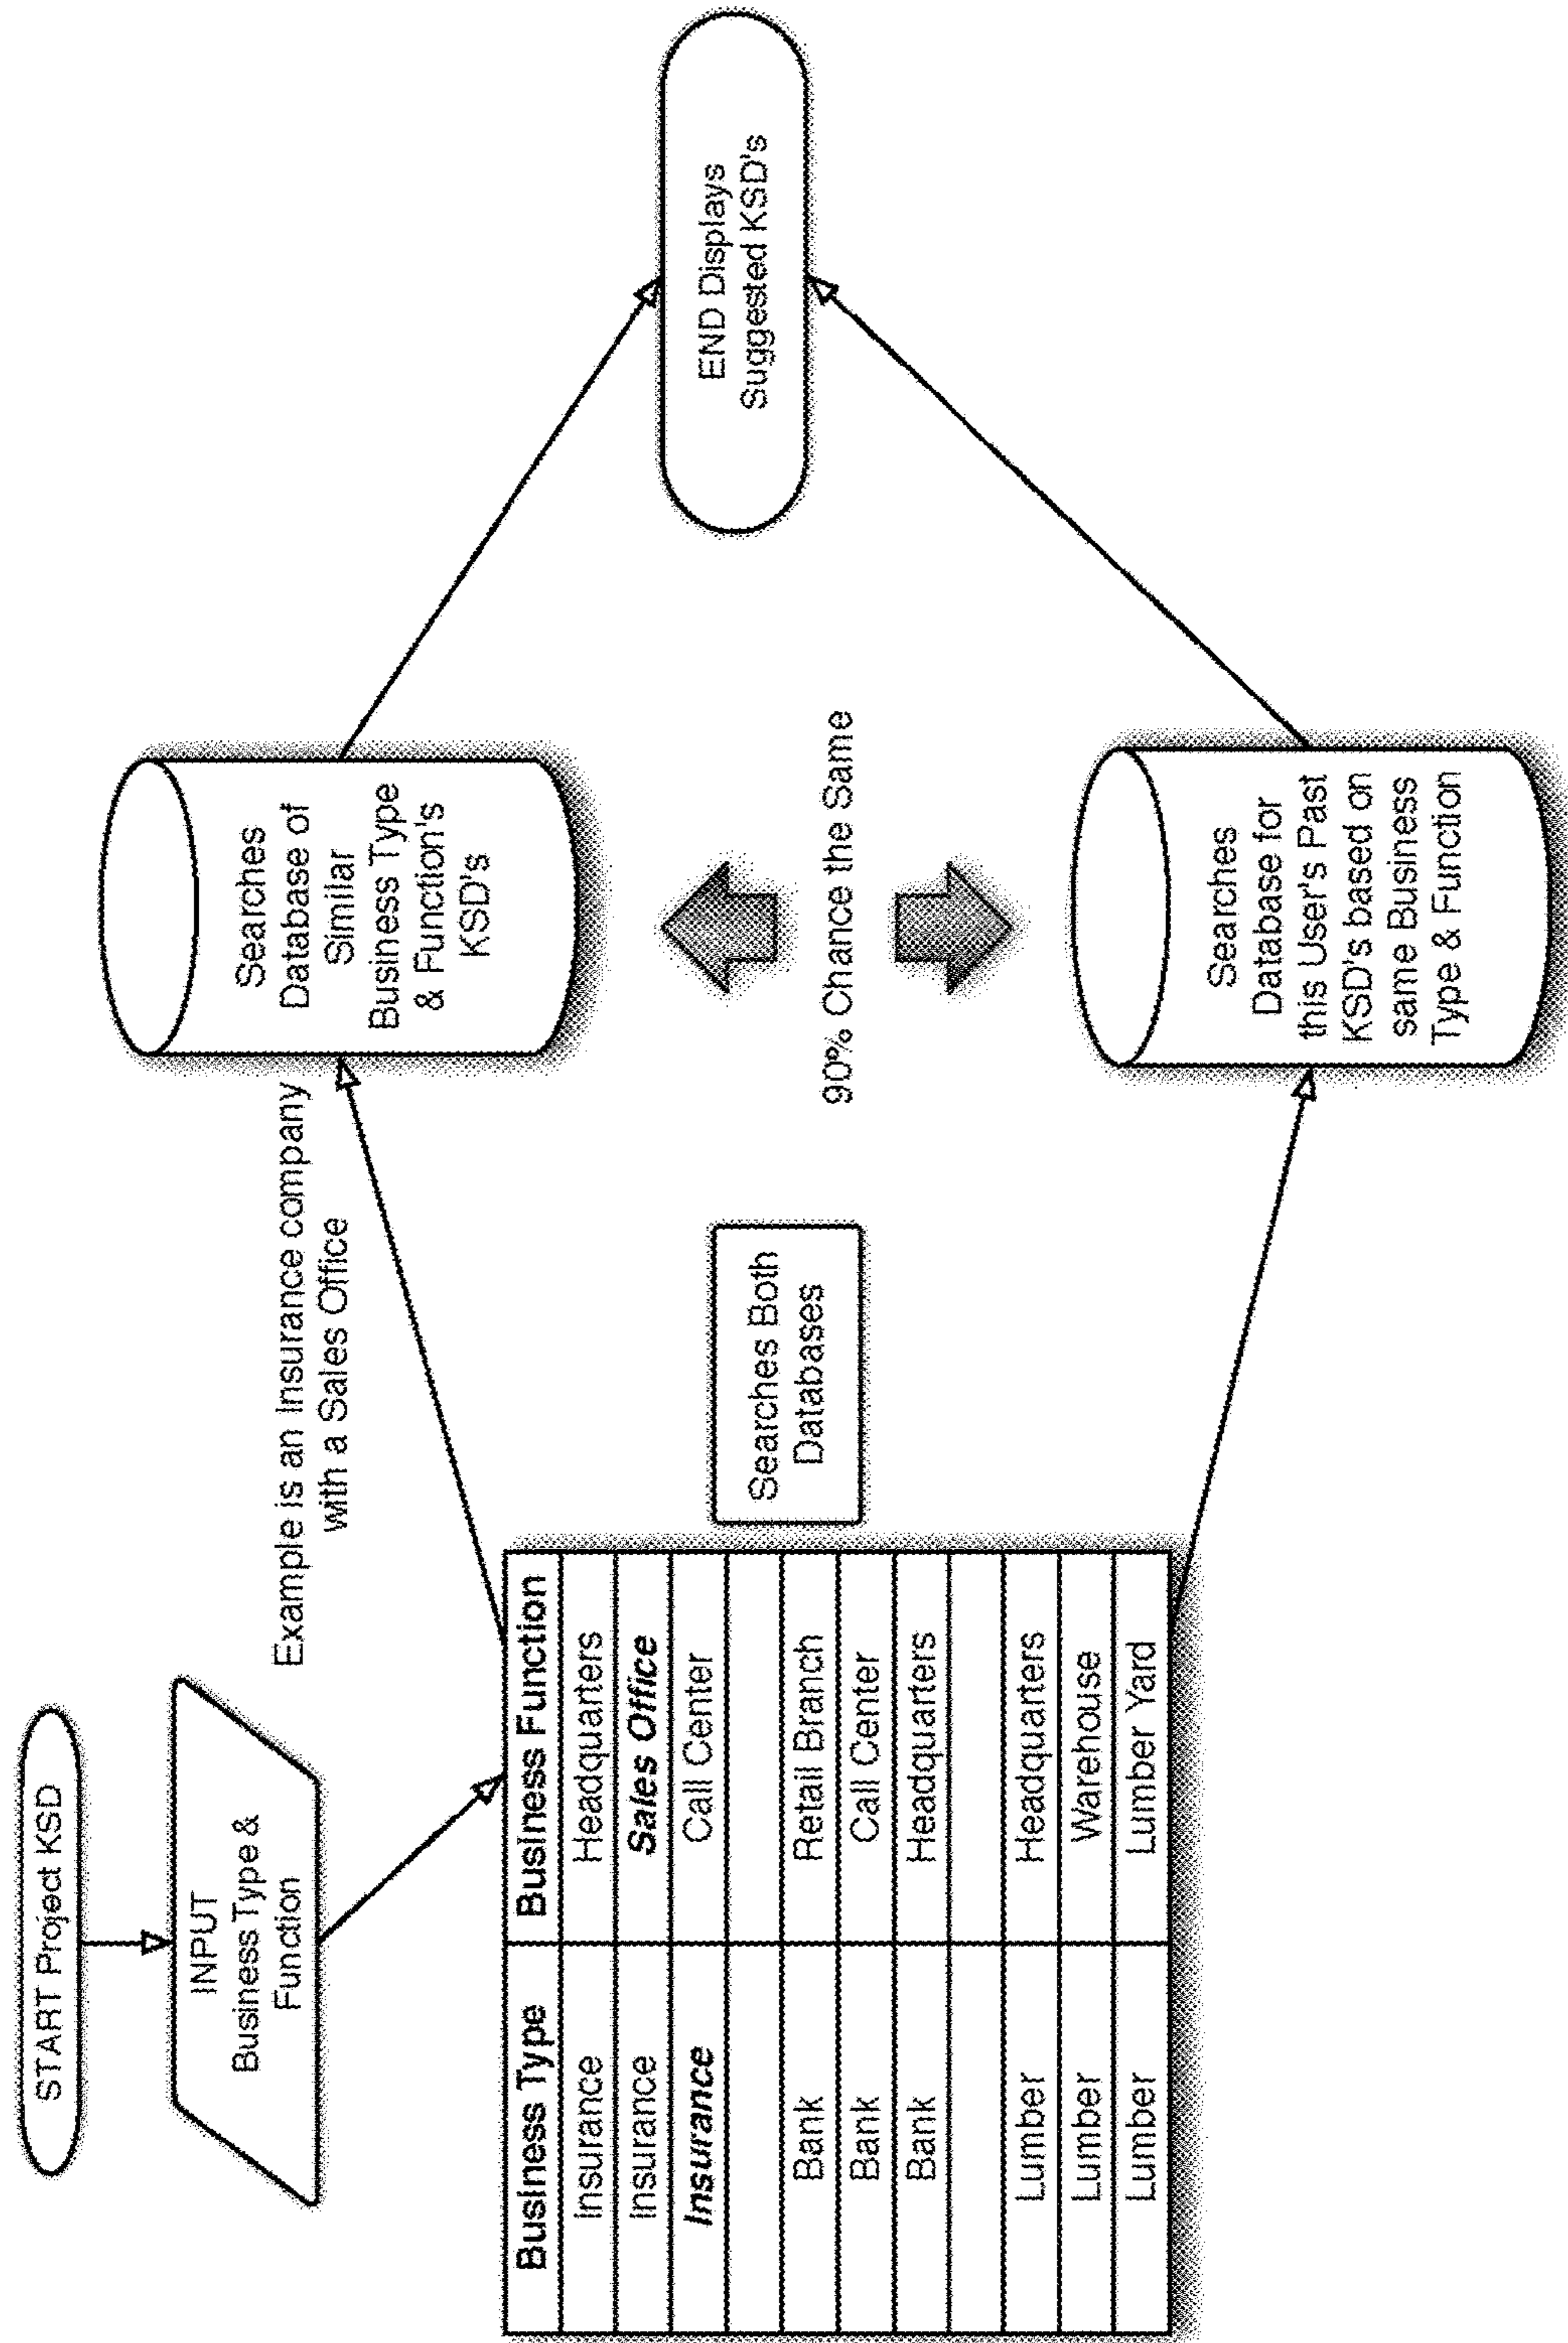 START Project KSD
INPUT
Business Type &
Function
Example is an Insurance company
with a Sales Office
Business Type Business Function
Insurance Headquarters
Insurance Sales Office
Insurance Call Center
Bank Retail Branch
Bank Call Center
Bank Headquarters
Lumber Headquarters
Lumber Warehouse
Lumber Lumber Yard
Searches Both
Databases
Searches
Database of
Similar
Business Type
& Function's
KSD's
90% Chance the Same
Searches
Database for
this User's Past
KSD's based on
same Business
Type & Function
END Displays
Suggested KSD's